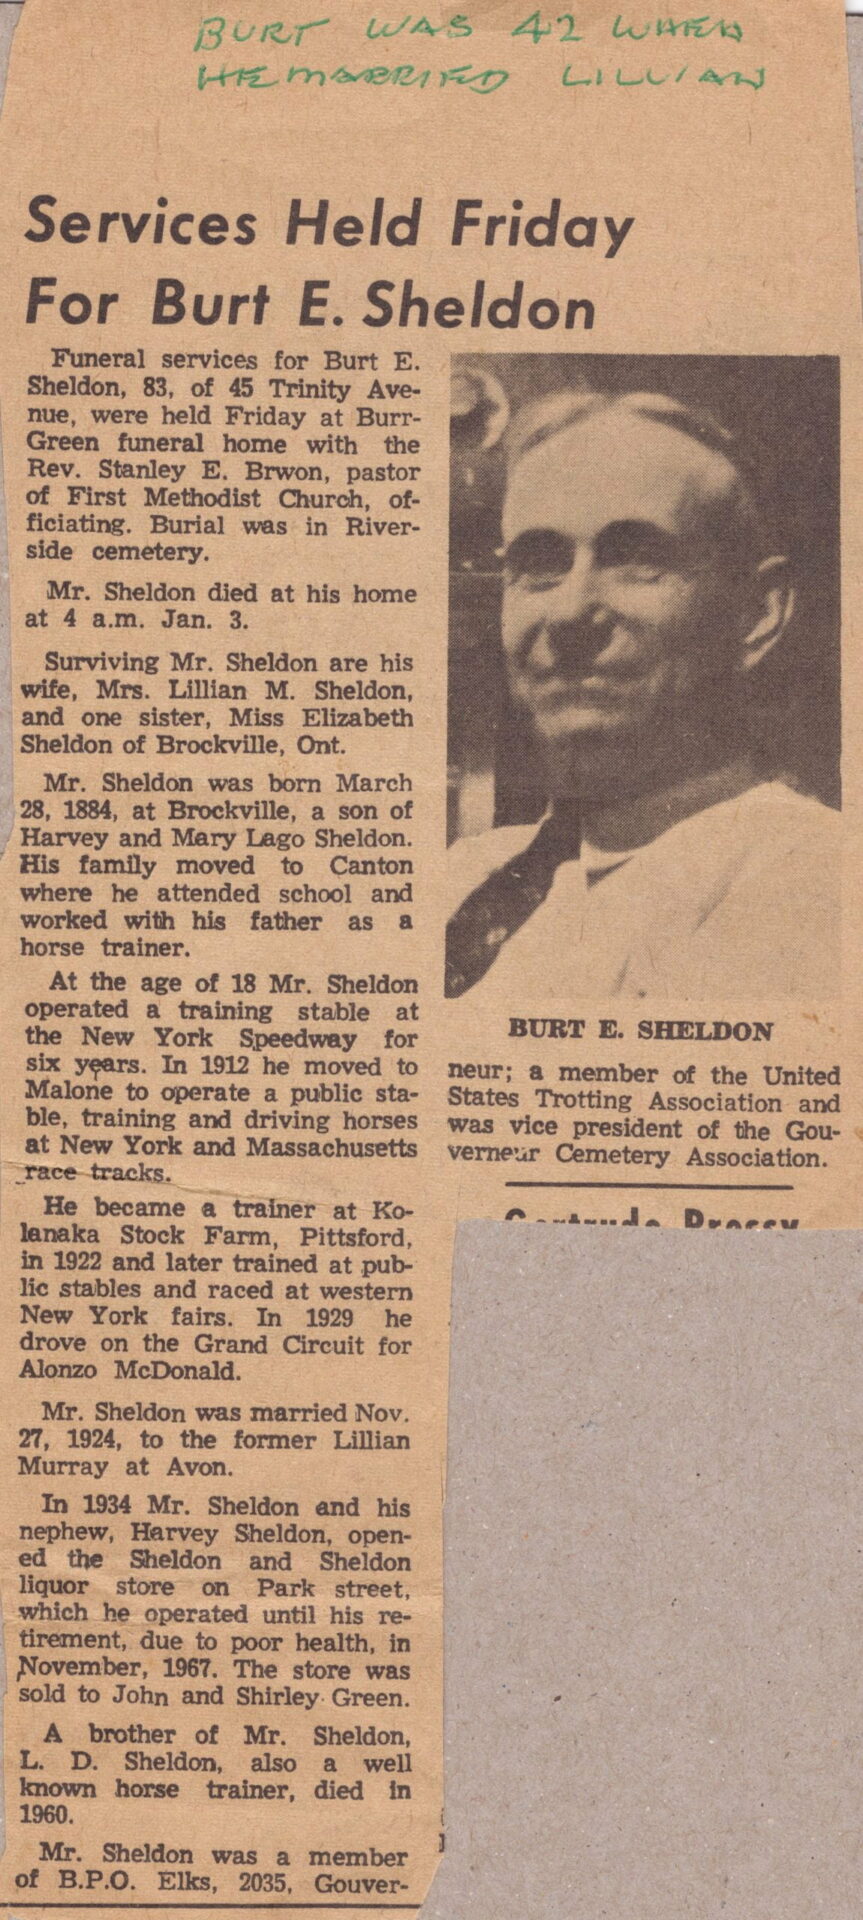 BURT WAS 42 WHEN
HE MARRIED LILLIAN
Services Held Friday
For Burt E. Sheldon
Funeral services for Burt E.
Sheldon, 83, of 45 Trinity Ave-
nue, were held Friday at Burr-
Green funeral home with the
Rev. Stanley E. Brwon, pastor
of First Methodist Church, of-
ficiating. Burial was in River-
side cemetery.
Mr. Sheldon died at his home
at 4 a.m. Jan. 3.
Surviving Mr. Sheldon are his
wife, Mrs. Lillian M. Sheldon,
and one sister, Miss Elizabeth
Sheldon of Brockville, Ont.
Mr. Sheldon was born March
28, 1884, at Brockville, a son of
Harvey and Mary Lago Sheldon.
His family moved to Canton
where he attended school and
worked with his father as a
horse trainer.
At the age of 18 Mr. Sheldon
operated a training stable at
the New York Speedway for
six years. In 1912 he moved to
Malone to operate a public sta-
ble, training and driving horses
at New York and Massachusetts
race tracks.
He became a trainer at Ko-
lanaka Stock Farm, Pittsford,
in 1922 and later trained at pub-
lic stables and raced at western
New York fairs. In 1929 he
drove on the Grand Circuit for
Alonzo McDonald.
Mr. Sheldon was married Nov.
27, 1924, to the former Lillian
Murray at Avon.
In 1934 Mr. Sheldon and his
nephew, Harvey Sheldon, open-
ed the Sheldon and Sheldon
liquor store on Park street,
which he operated until his re-
tirement, due to poor health, in
November, 1967. The store was
sold to John and Shirley Green.
A brother of Mr. Sheldon,
L. D. Sheldon, also a well
known horse trainer, died in
1960.
Mr. Sheldon was a member
of B.P.O. Elks, 2035, Gouver-
BURT E. SHELDON
neur; a member of the United
States Trotting Association and
was vice president of the Gou-
verneur Cemetery Association.
Gertrude Pressy